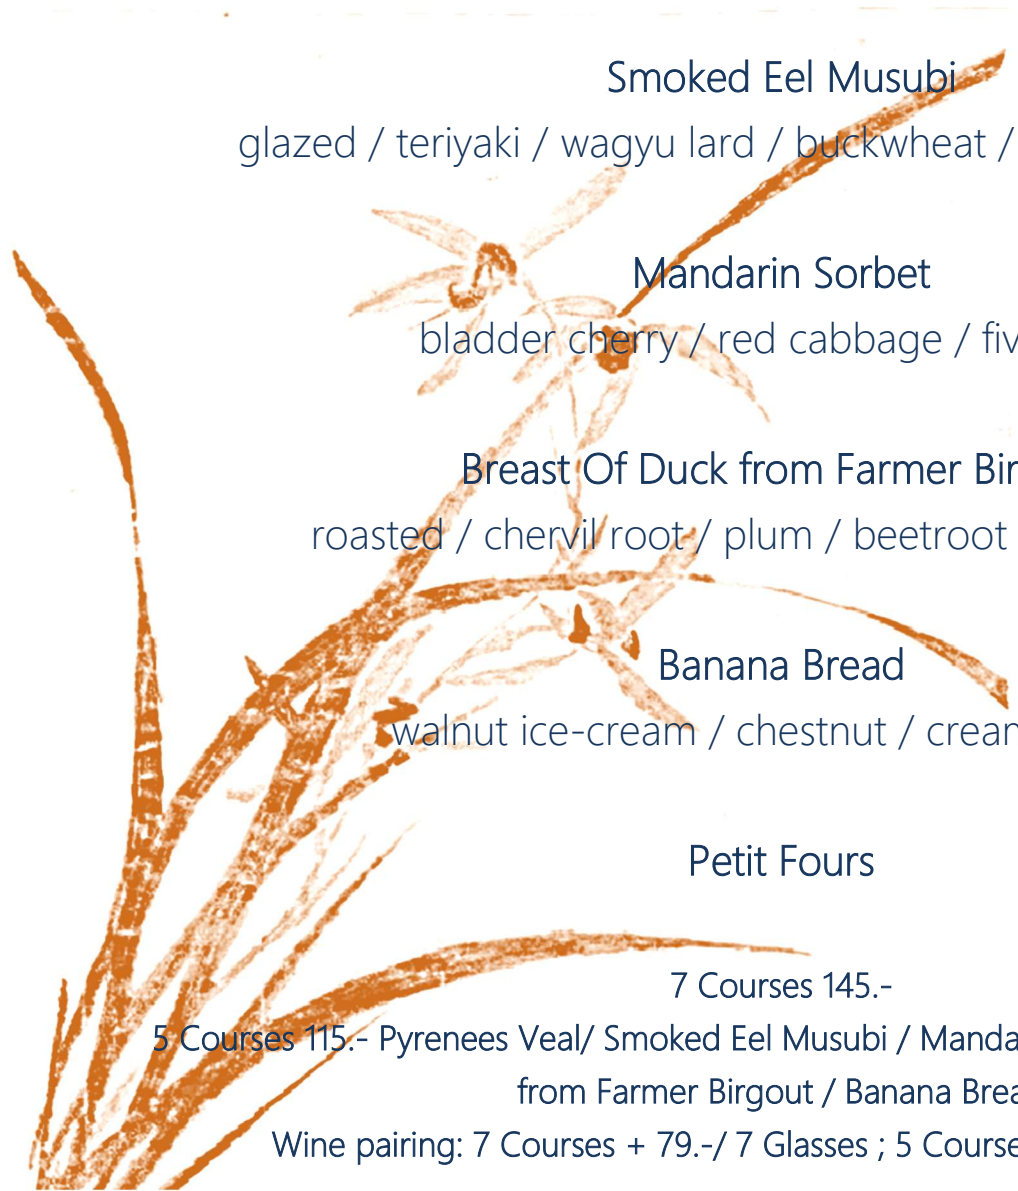 Smoked Eel Musubi
glazed / teriyaki / wagyu lard / buckwheat /
Mandarin Sorbet
bladder cherry / red cabbage /
Breast Of Duck from Farmer
roasted / chervil root / plum / beetroot
Banana Bread
walnut ice-cream / chestnut /
Petit Fours
7 Courses 145.-
5 Courses 115.- Pyrenees Veal/ Smoked Eel Musubi /
from Farmer Birgout / Banana
Wine pairing: 7 Courses + 79.-/ 7 Glasses ; 5